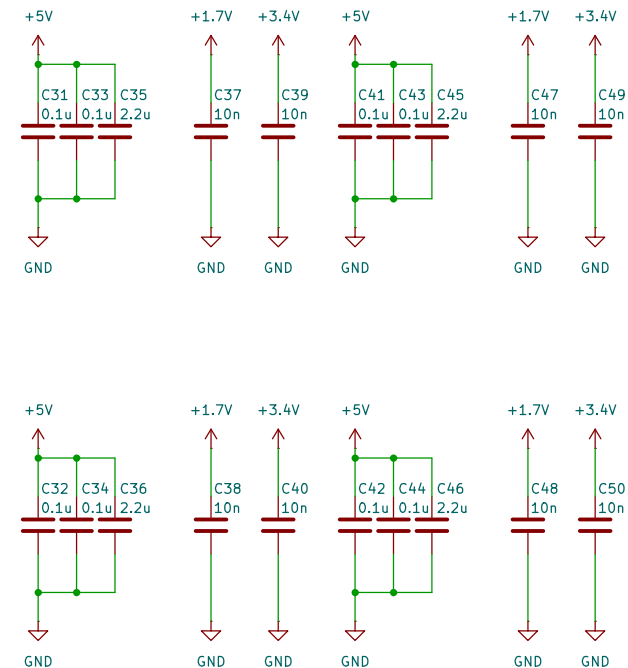 +5V +1.7V +3.4V +5V +1.7V +3.4V
C31 C33 C35 C37 C39 C41 C43 C45 C47 C49
0.1u 0.1u 2.2u 10n 10n 0.1u 0.1u 2.2u 10n 10n
GND GND GND GND GND GND
+5V +1.7V +3.4V +5V +1.7V +3.4V
C32 C34 C36 C38 C40 C42 C44 C46 C48 C50
0.1u 0.1u 2.2u 10n 10n 0.1u 0.1u 2.2u 10n 10n
GND GND GND GND GND GND